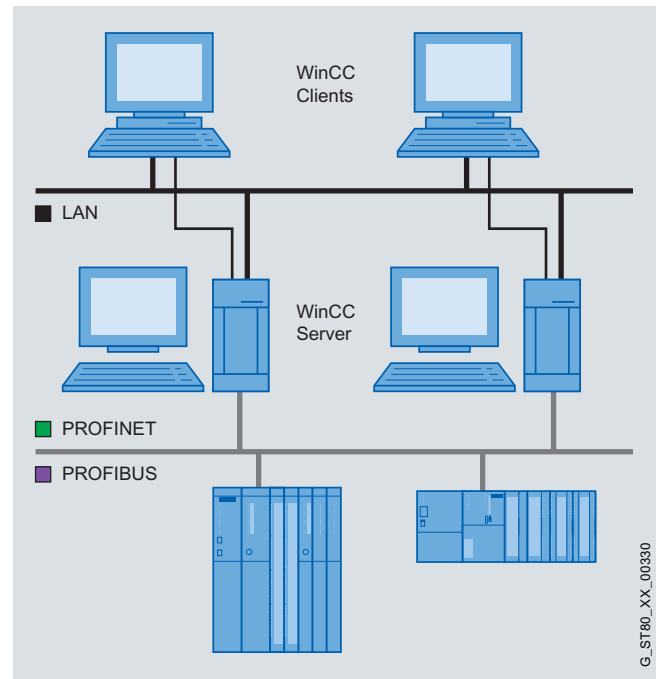 WinCC
Clients
LAN
WinCC
Server
PROFINET
PROFIBUS
G_ST80_XX_00330